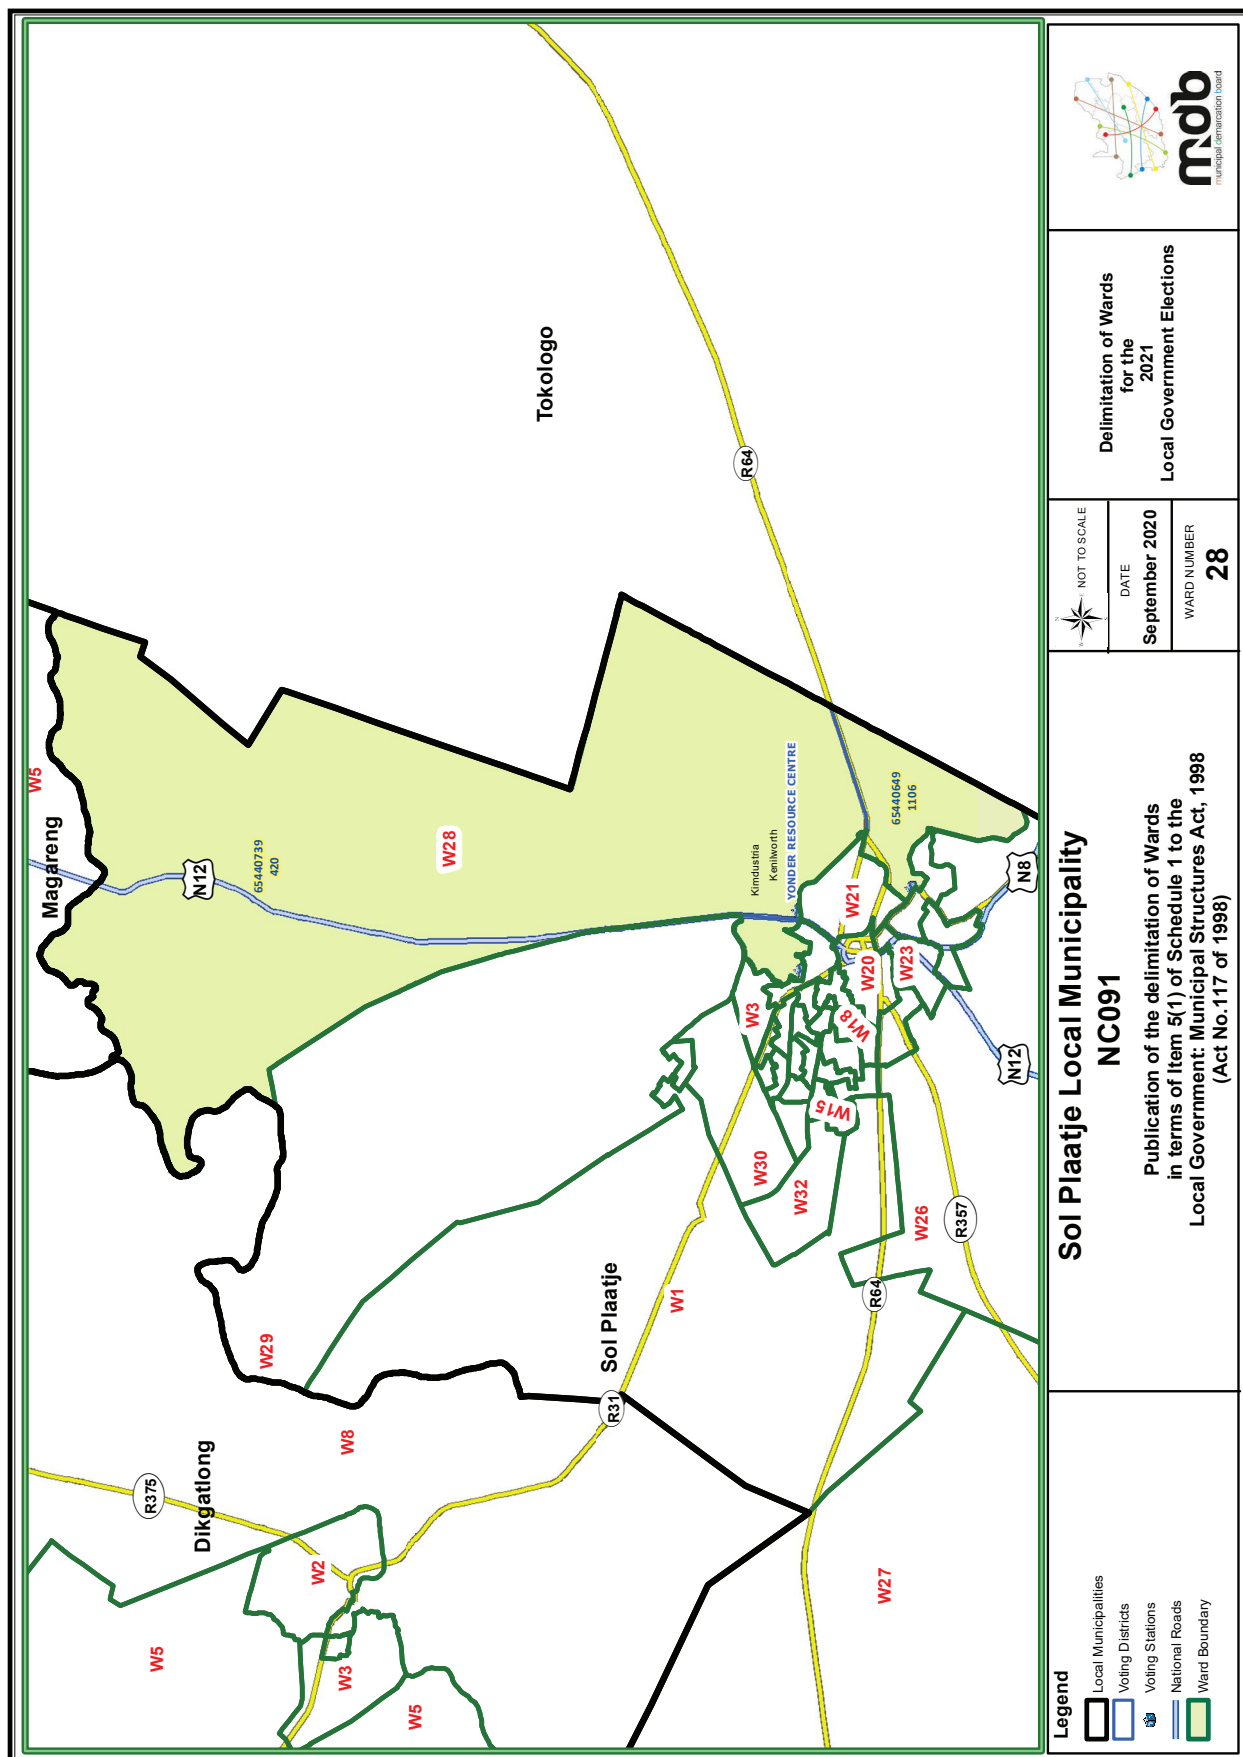 Magareng
W5
Tokologo
N12
65440739
420
W28
W29
W8
Dikgatlong
R375
W5
W2
W3
W5
Sol Plaatje
R31
W1
R64
Kimdustria
Kenilworth
YONDER RESOURCE CENTRE
65440649
1106
W21
W3
W20
W23
W18
W15
W30
W32
W26
R64
R357
N12
N8
W27
Legend
Local Municipalities
Voting Districts
Voting Stations
National Roads
Ward Boundary
Sol Plaatje Local Municipality
NC091
Publication of the delimitation of Wards
in terms of Item 5(1) of Schedule 1 to the
Local Government: Municipal Structures Act, 1998
(Act No.117 of 1998)
NOT TO SCALE
DATE
September 2020
WARD NUMBER
28
Delimitation of Wards
for the
2021
Local Government Elections
mdb
municipal demarcation board